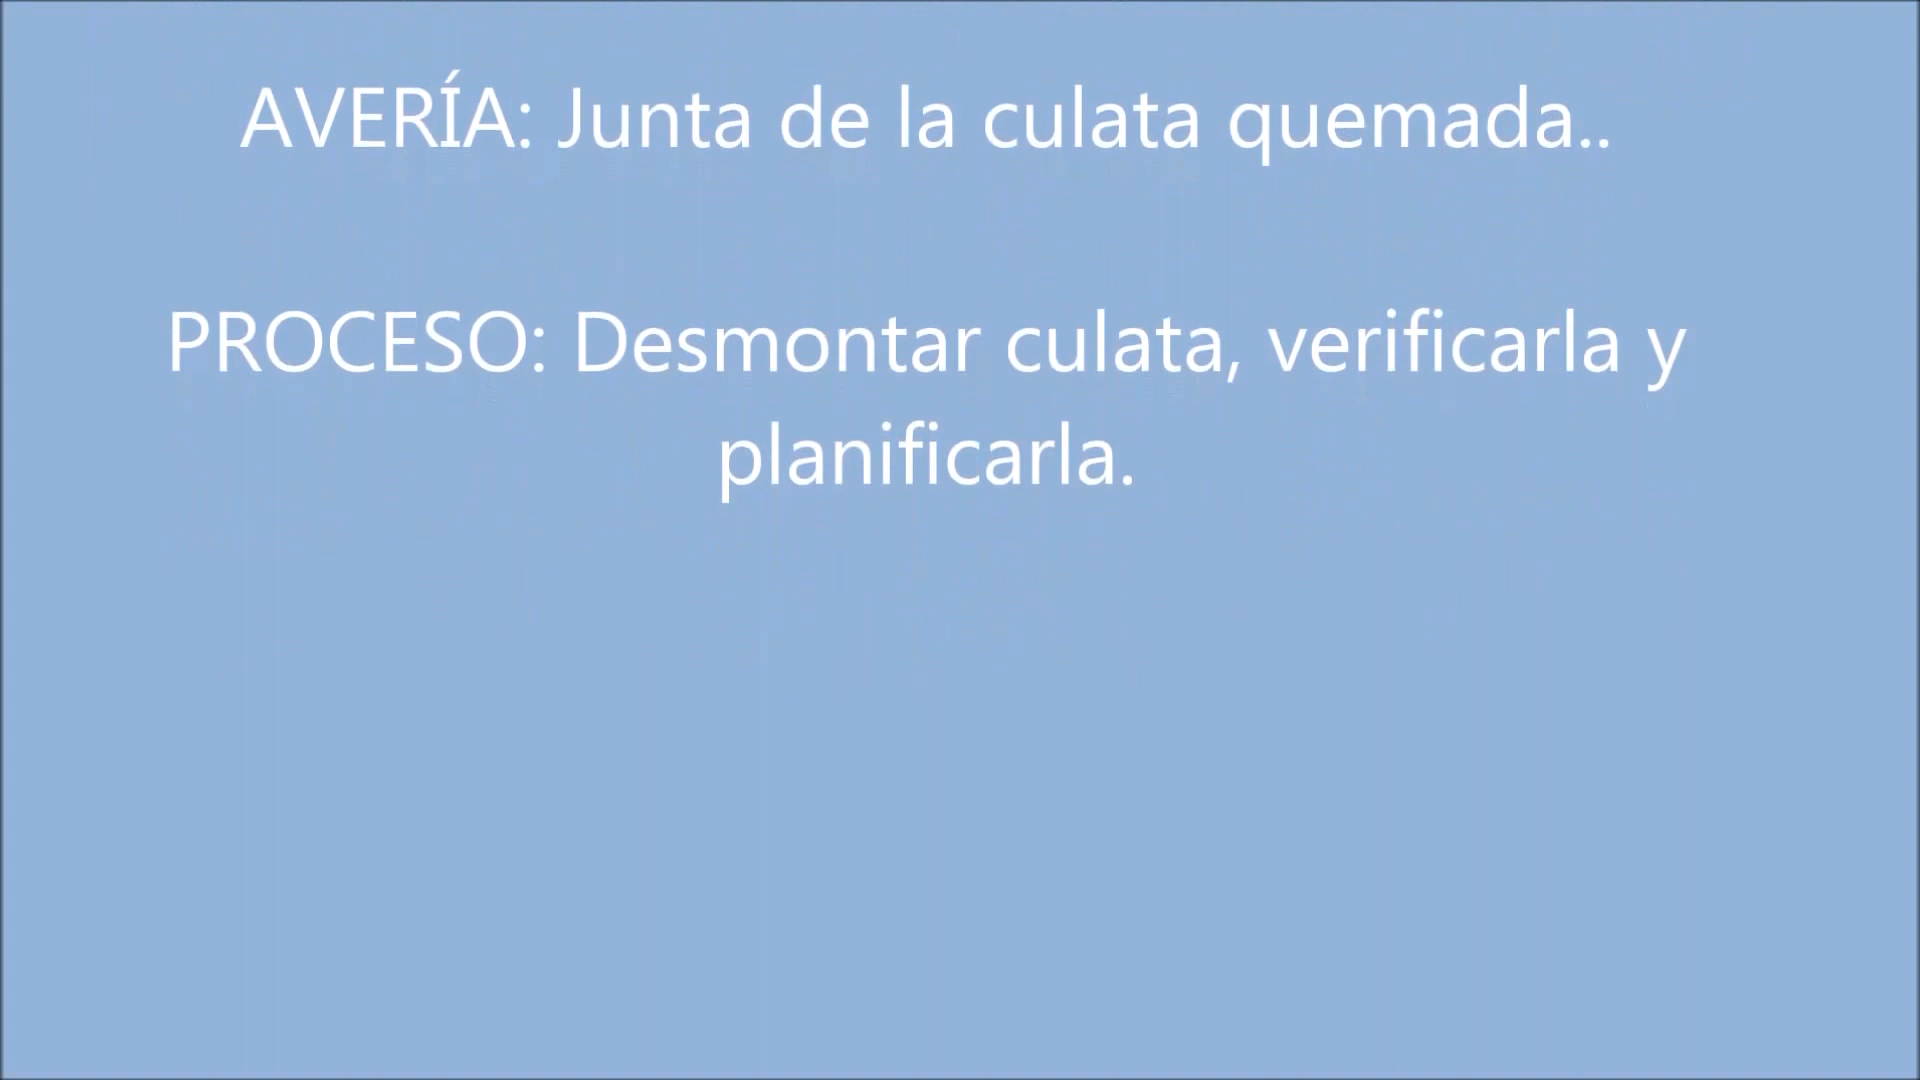 AVERÍA: Junta de la culata quemada..
PROCESO: Desmontar culata, verificarla y
planificarla.